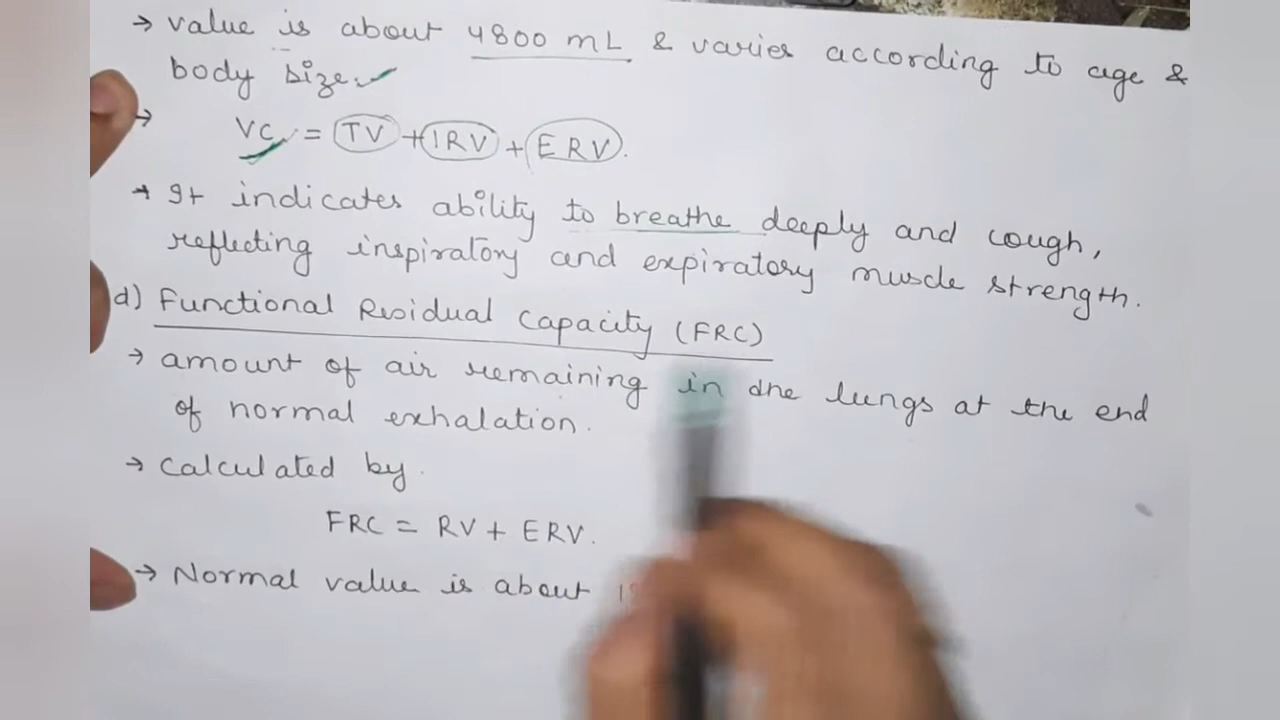 → value is about 4800 mL & varies according to age &
body size
→ VC = TV + IRV + ERV.
→ It indicates ability to breathe deeply and cough,
reflecting inspiratory and expiratory muscle strength.
d) Functional Residual Capacity (FRC)
→ amount of air remaining in the lungs at the end
of normal exhalation.
→ Calculated by.
FRC = RV + ERV.
→ Normal value is about